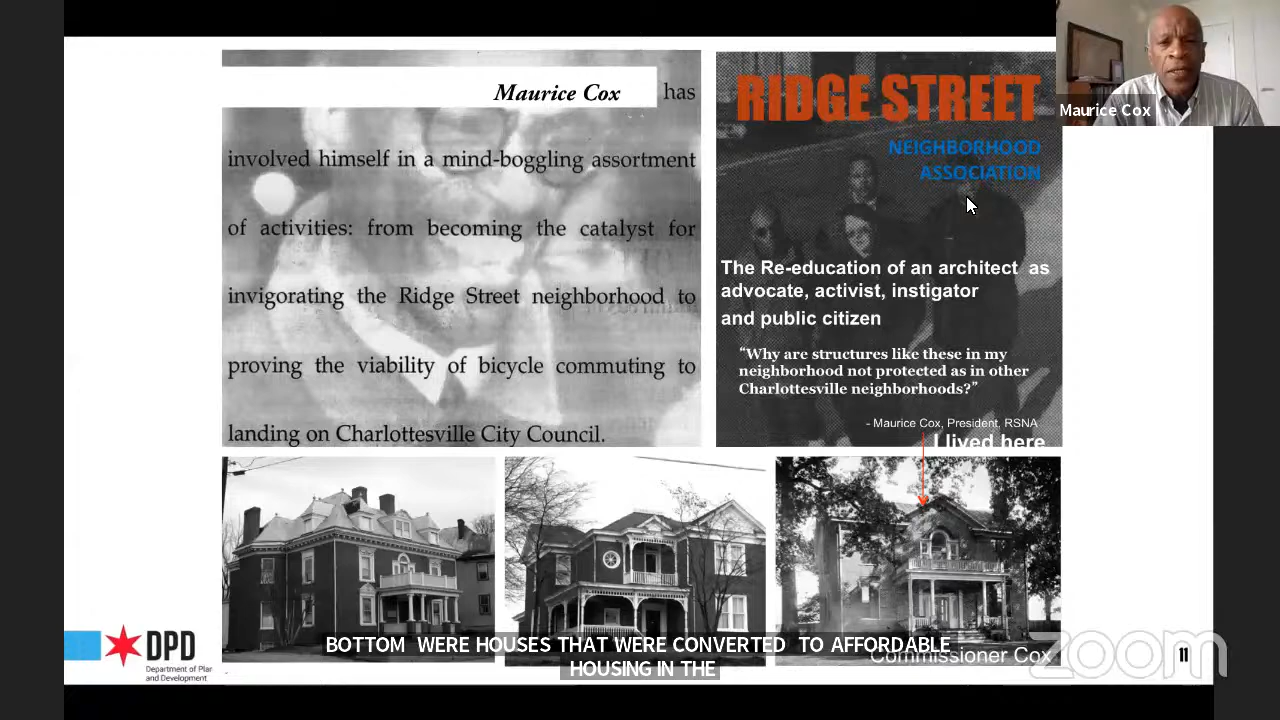 Maurice Cox has
involved himself in a mind-boggling assortment
of activities: from becoming the catalyst for
invigorating the Ridge Street neighborhood to
proving the viability of bicycle commuting to
landing on Charlottesville City Council.
RIDGE STREET
NEIGHBORHOOD
ASSOCIATION
The Re-education of an architect as
advocate, activist, instigator
and public citizen
“Why are structures like these in my
neighborhood not protected as in other
Charlottesville neighborhoods?”
- Maurice Cox, President, RSNA
I lived here
Maurice Cox
BOTTOM WERE HOUSES THAT WERE CONVERTED TO AFFORDABLE
HOUSING IN THE
Commissioner Cox
zoom
11
DPD
Department of Plan
and Development